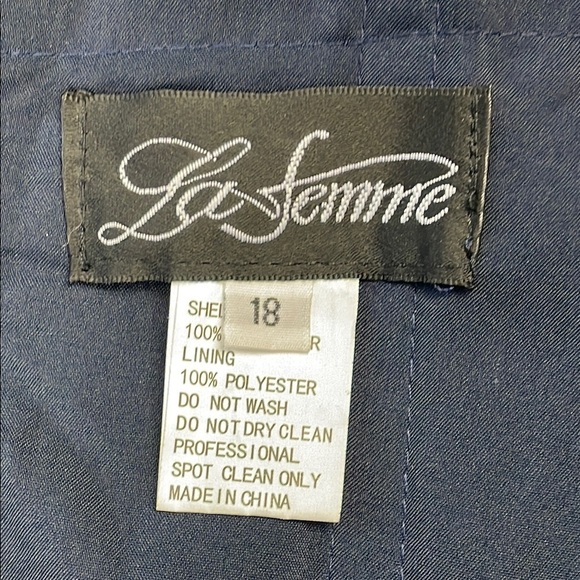 La Femme
18
SHEL
100% R
LINING
100% POLYESTER
DO NOT WASH
DO NOT DRY CLEAN
PROFESSIONAL
SPOT CLEAN ONLY
MADE IN CHINA